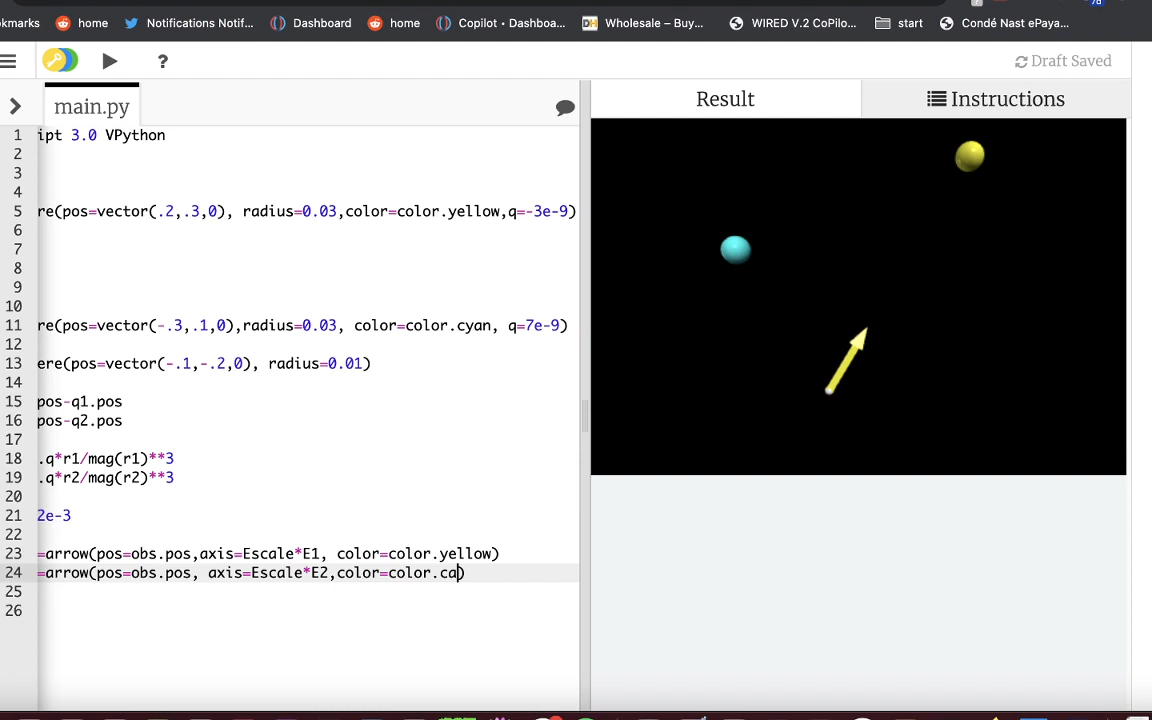 marks home Notifications Notif... Dashboard home Copilot • Dashboa... DH Wholesale – Buy... WIRED V.2 CoPilo... start Condé Nast ePaya...
? Draft Saved
main.py
Result Instructions
1 ipt 3.0 VPython
2
3
4
5 re(pos=vector(.2,.3,0), radius=0.03,color=color.yellow,q=-3e-9)
6
7
8
9
10
11 re(pos=vector(-.3,.1,0),radius=0.03, color=color.cyan, q=7e-9)
12
13 ere(pos=vector(-.1,-.2,0), radius=0.01)
14
15 pos-q1.pos
16 pos-q2.pos
17
18 .q*r1/mag(r1)**3
19 .q*r2/mag(r2)**3
20
21 2e-3
22
23 =arrow(pos=obs.pos,axis=Escale*E1, color=color.yellow)
24 =arrow(pos=obs.pos, axis=Escale*E2,color=color.ca)
25
26